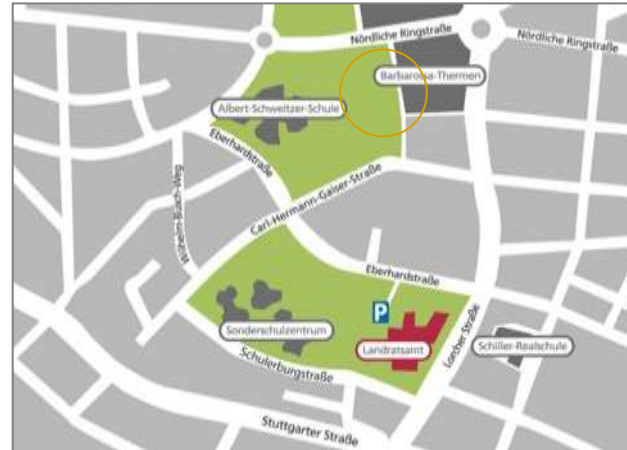 Nördliche Ringstraße
Nördliche Ringstraße
Barbarossa-Thermen
Albert-Schweitzer-Schule
Eberhardstraße
Wilhelm-Busch-Weg
Carl-Hermann-Gaiser-Straße
Eberhardstraße
P
Sonderschulzentrum
Landratsamt
Lorcher Straße
Schiller-Realschule
Schulerburgstraße
Stuttgarter Straße